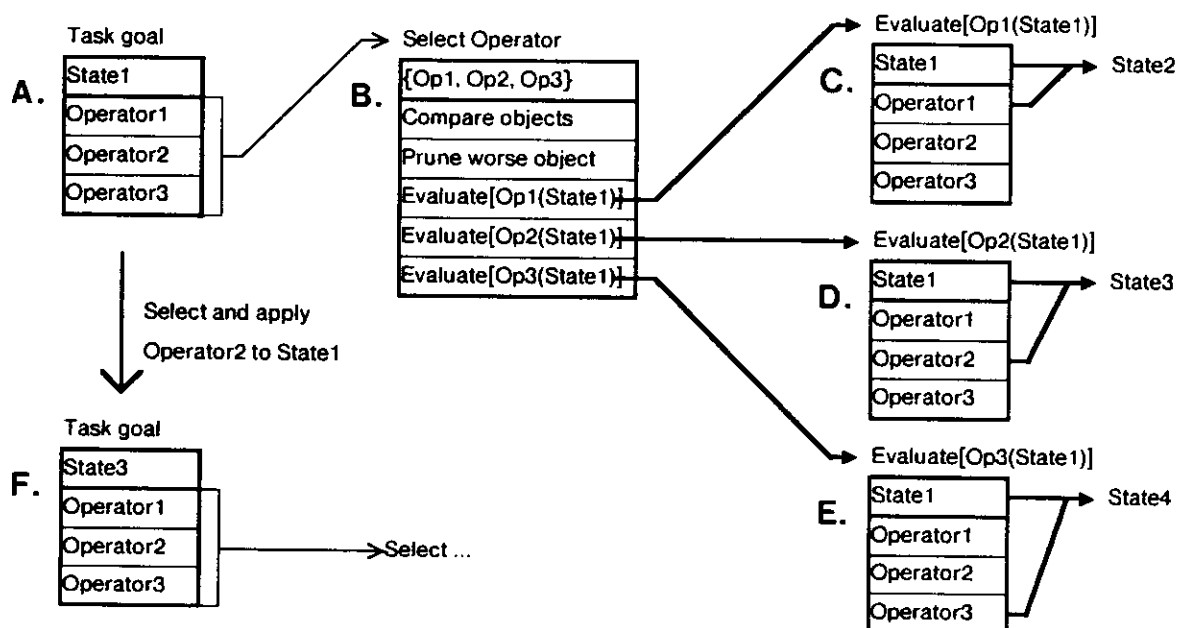 A.
Task goal
State1
Operator1
Operator2
Operator3
Select and apply
Operator2 to State1
B.
Select Operator
{Op1, Op2, Op3}
Compare objects
Prune worse object
Evaluate[Op1(State1)]
Evaluate[Op2(State1)]
Evaluate[Op3(State1)]
C.
Evaluate[Op1(State1)]
State1
Operator1
Operator2
Operator3
State2
D.
Evaluate[Op2(State1)]
State1
Operator1
Operator2
Operator3
State3
E.
Evaluate[Op3(State1)]
State1
Operator1
Operator2
Operator3
State4
F.
Task goal
State3
Operator1
Operator2
Operator3
Select ...